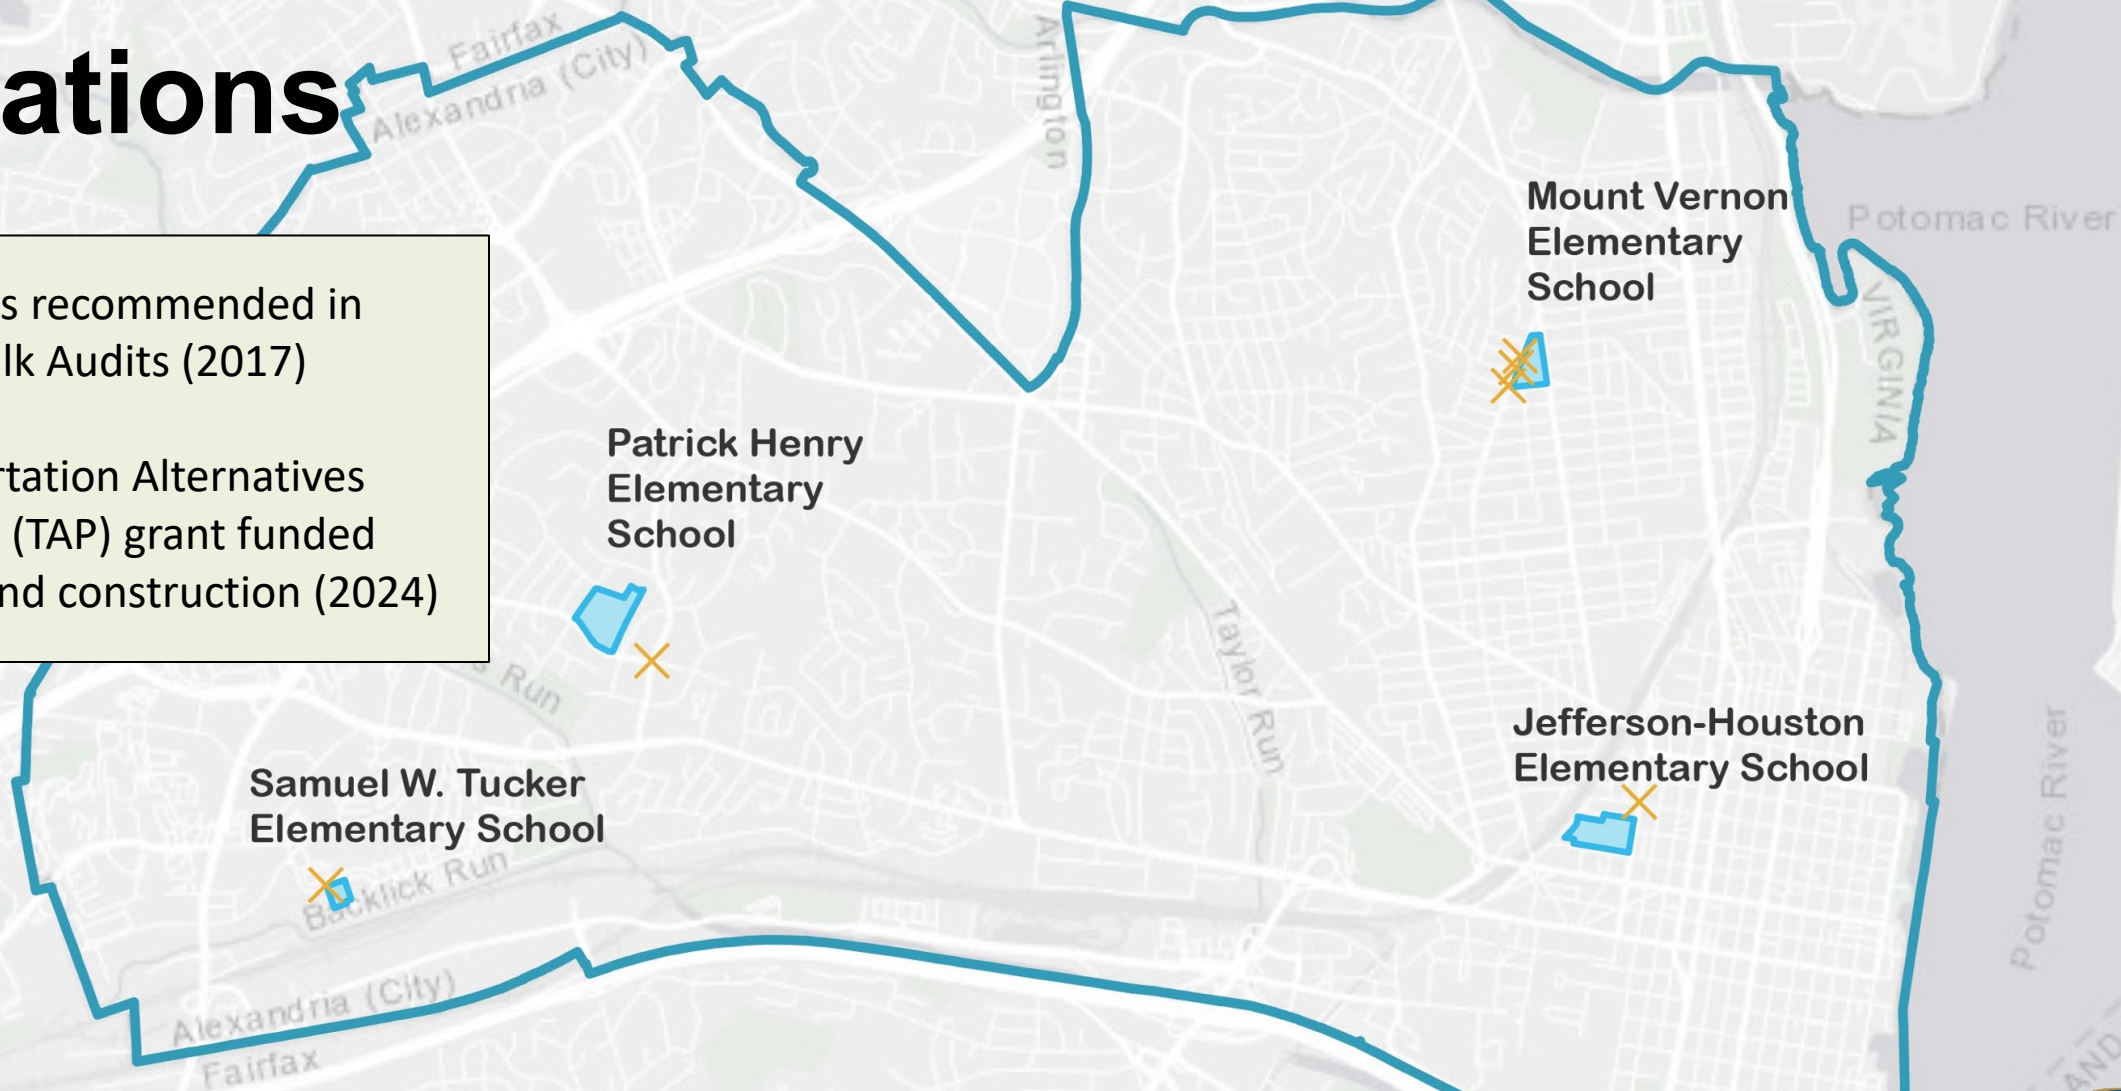 ations
s recommended in
lk Audits (2017)
rtation Alternatives
(TAP) grant funded
nd construction (2024)
Fairfax
Alexandria (City)
Arlington
Mount Vernon
Elementary
School
Potomac River
VIRGINIA
Patrick Henry
Elementary
School
Run
Taylor Run
Jefferson-Houston
Elementary School
Samuel W. Tucker
Elementary School
Backlick Run
Potomac River
Alexandria (City)
Fairfax
AND